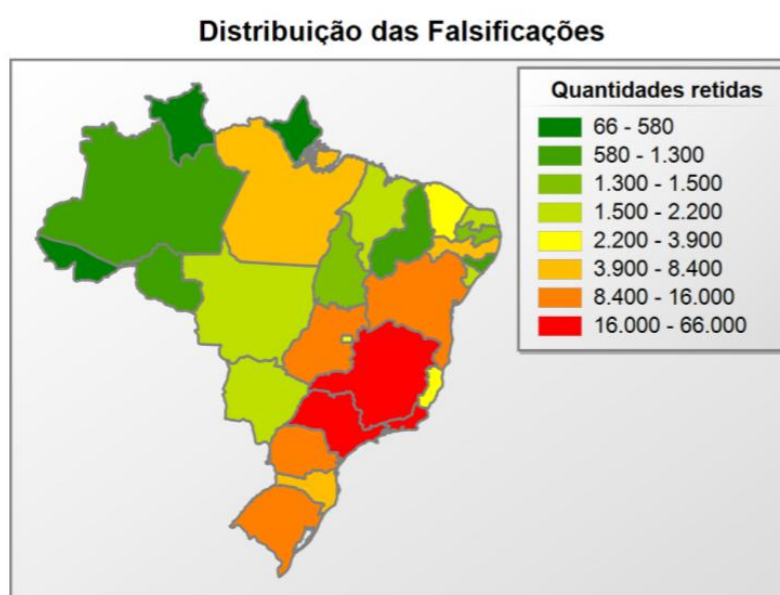 Distribuição das Falsificações
Quantidades retidas
66 - 580
580 - 1.300
1.300 - 1.500
1.500 - 2.200
2.200 - 3.900
3.900 - 8.400
8.400 - 16.000
16.000 - 66.000